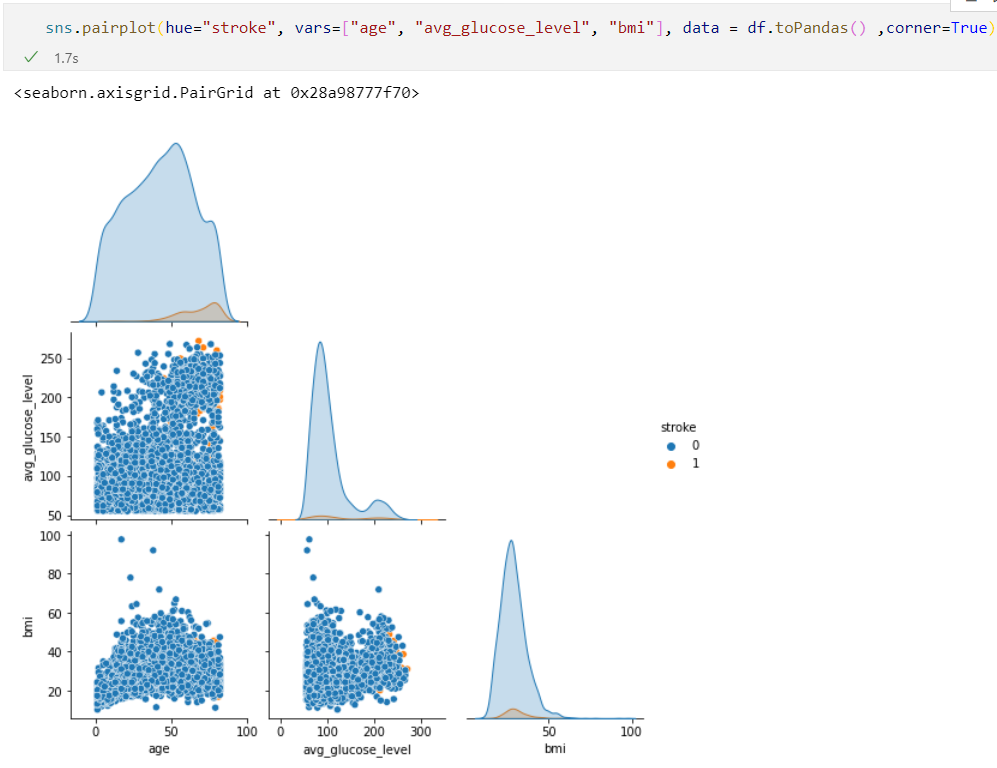 sns.pairplot(hue="stroke", vars=["age", "avg_glucose_level", "bmi"], data = df.toPandas() ,corner=True)
1.7s
<seaborn.axisgrid.PairGrid at 0x28a98777f70>
250
200
150
100
50
avg_glucose_level
stroke
0
1
100
80
60
40
20
bmi
0 50 100
age
0 100 200 300
avg_glucose_level
50 100
bmi